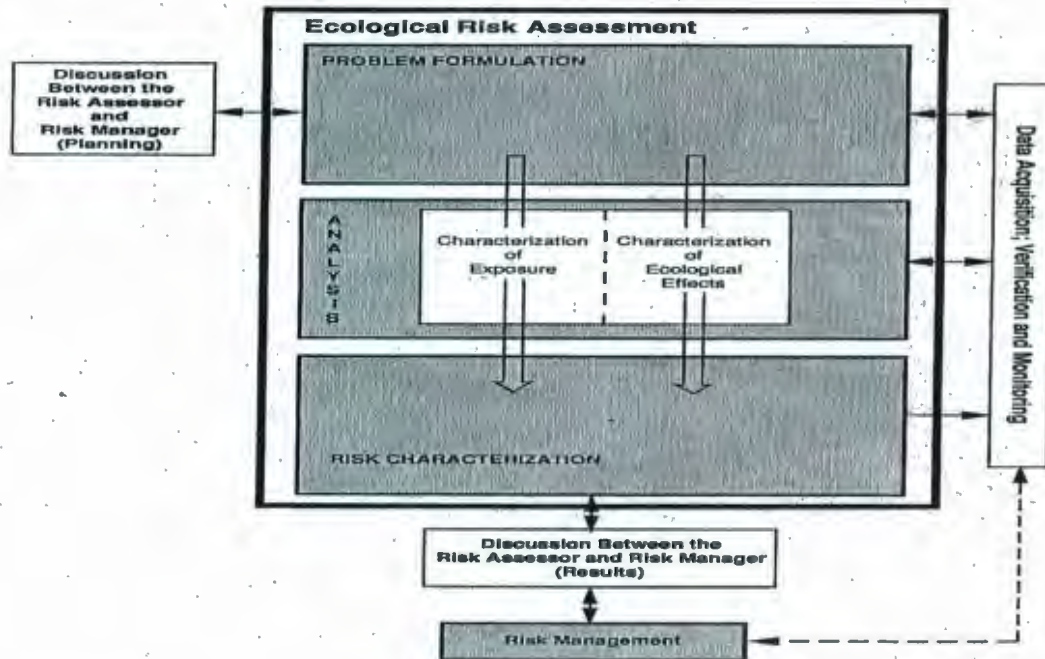 Ecological Risk Assessment
PROBLEM FORMULATION
Discussion
Between the
Risk Assessor
and
Risk Manager
(Planning)
ANALYSIS
Characterization
of
Exposure
Characterization
of
Ecological
Effects
Data Acquisition; Verification and Monitoring
RISK CHARACTERIZATION
Discussion Between the
Risk Assessor and Risk Manager
(Results)
Risk Management